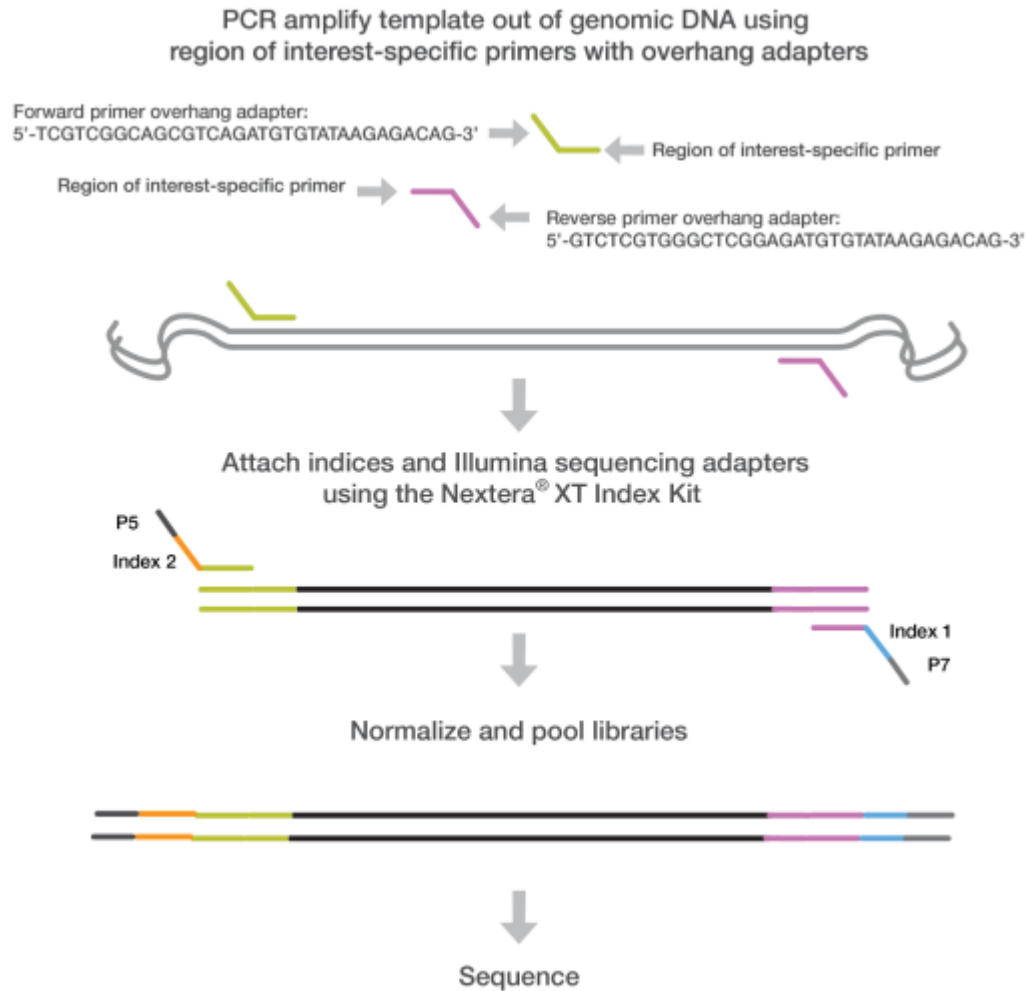 PCR amplify template out of genomic DNA using
region of interest-specific primers with overhang adapters
Forward primer overhang adapter:
5'-TCGTCGGCAGCGTCAGATGTGTATAAGAGACAG-3'
Region of interest-specific primer
Region of interest-specific primer
Reverse primer overhang adapter:
5'-GTCTCGTGGGCTCGGAGATGTGTATAAGAGACAG-3'
Attach indices and Illumina sequencing adapters
using the Nextera® XT Index Kit
P5
Index 2
Index 1
P7
Normalize and pool libraries
Sequence